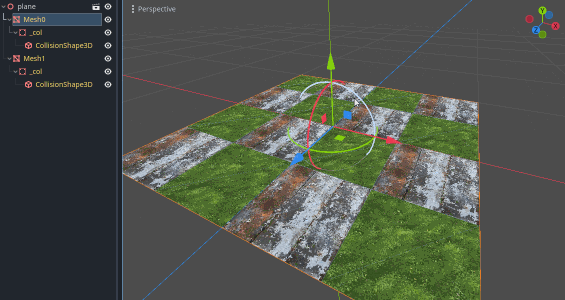 plane
Mesh0
_col
CollisionShape3D
Mesh1
_col
CollisionShape3D
Perspective
Y
X
Z